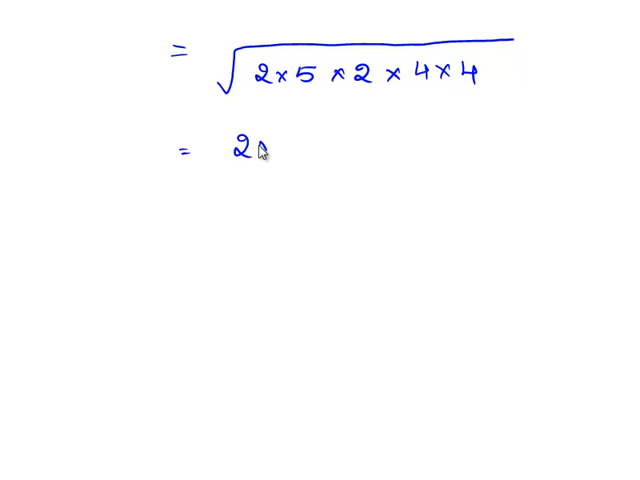 = √2 × 5 × 2 × 4 × 4
= 2